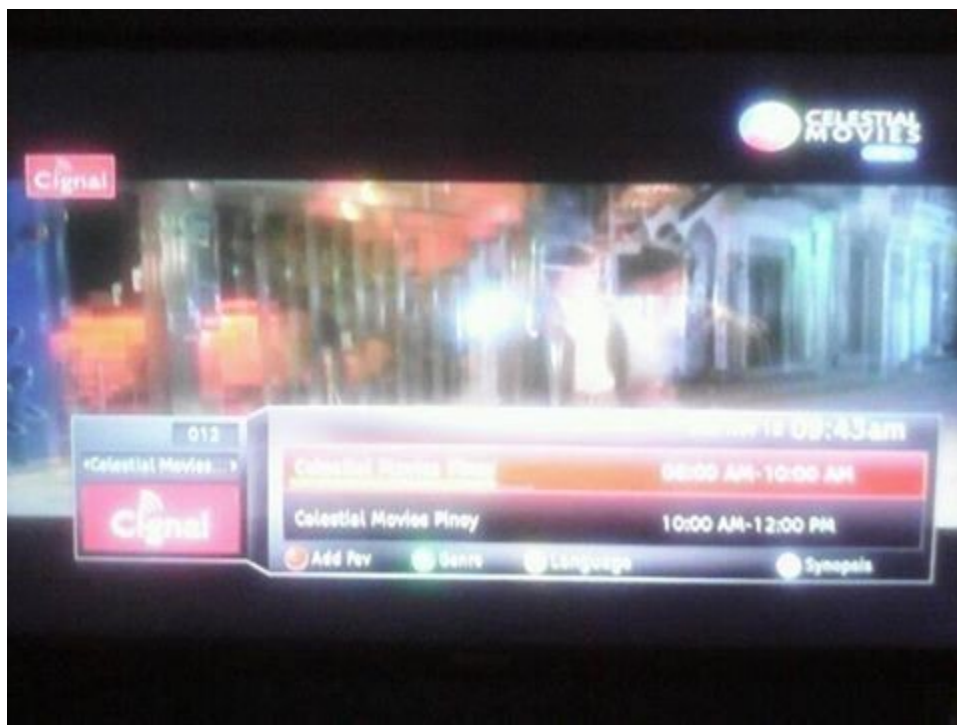 CELESTIAL
MOVIES
Cignal
012
09:43am
‹Celestial Movies... ›
Celestial Movies Pinoy 08:00 AM-10:00 AM
Cignal
Celestial Movies Pinoy 10:00 AM-12:00 PM
Add Fav Genre Language Synopsis